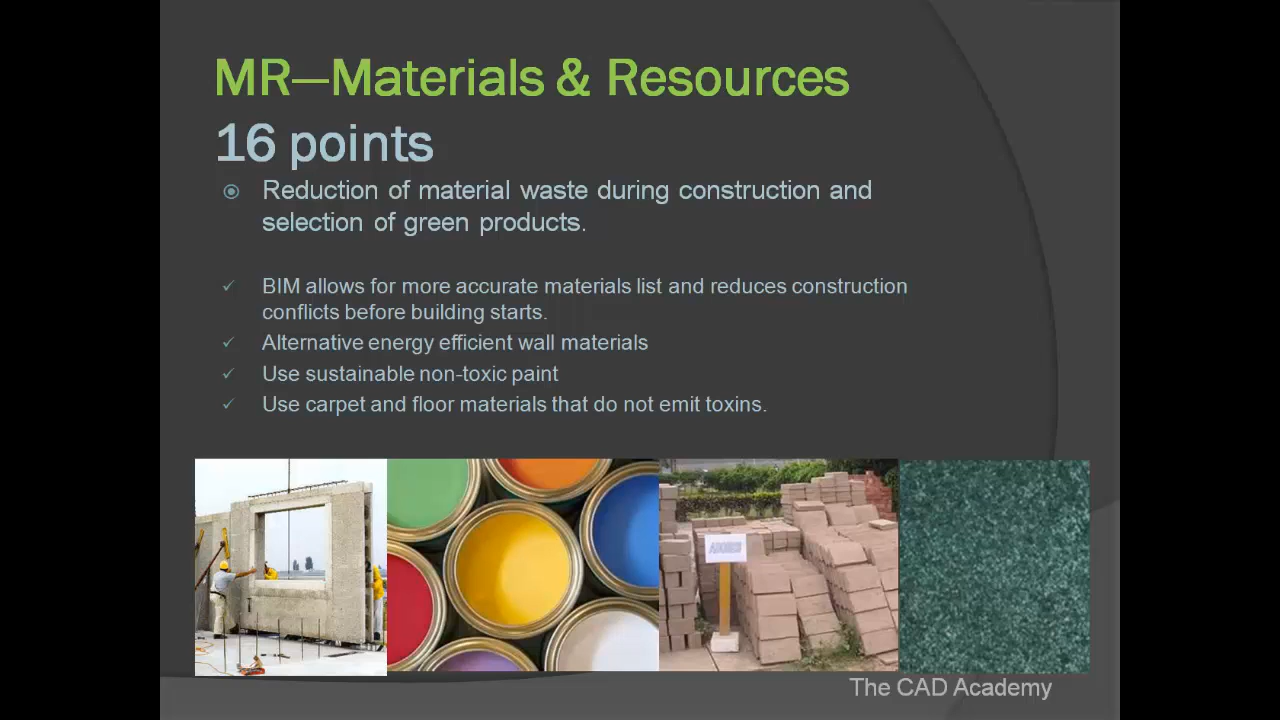 MR—Materials & Resources
16 points
Reduction of material waste during construction and
selection of green products.
BIM allows for more accurate materials list and reduces construction
conflicts before building starts.
Alternative energy efficient wall materials
Use sustainable non-toxic paint
Use carpet and floor materials that do not emit toxins.
The CAD Academy